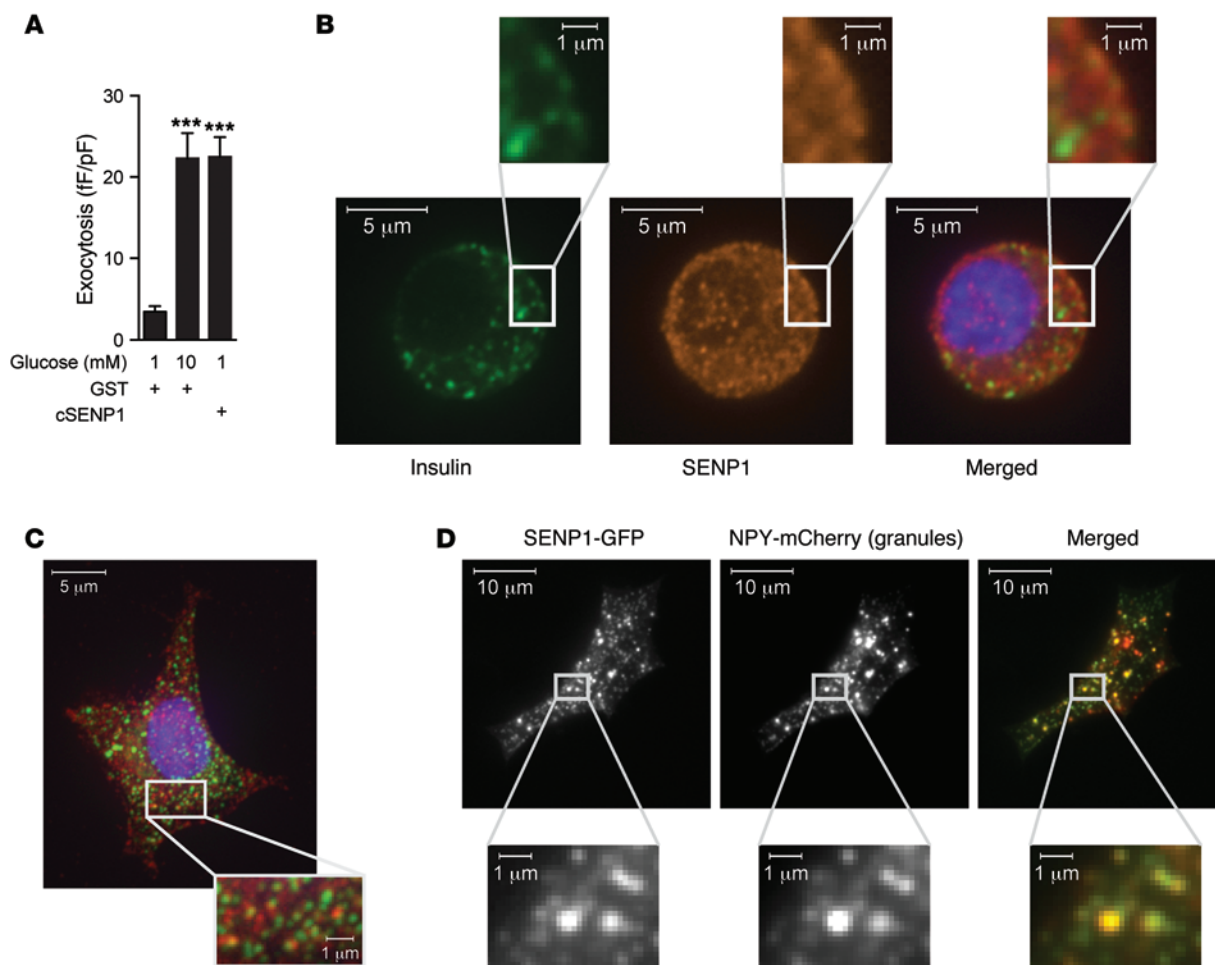 A
Exocytosis (fF/pF)
30
20
10
0
***
***
Glucose (mM) 1 10 1
GST + +
cSENP1 +
B
1 μm
1 μm
1 μm
5 μm
5 μm
5 μm
Insulin
SENP1
Merged
C
5 μm
1 μm
D
SENP1-GFP
NPY-mCherry (granules)
Merged
10 μm
10 μm
10 μm
1 μm
1 μm
1 μm